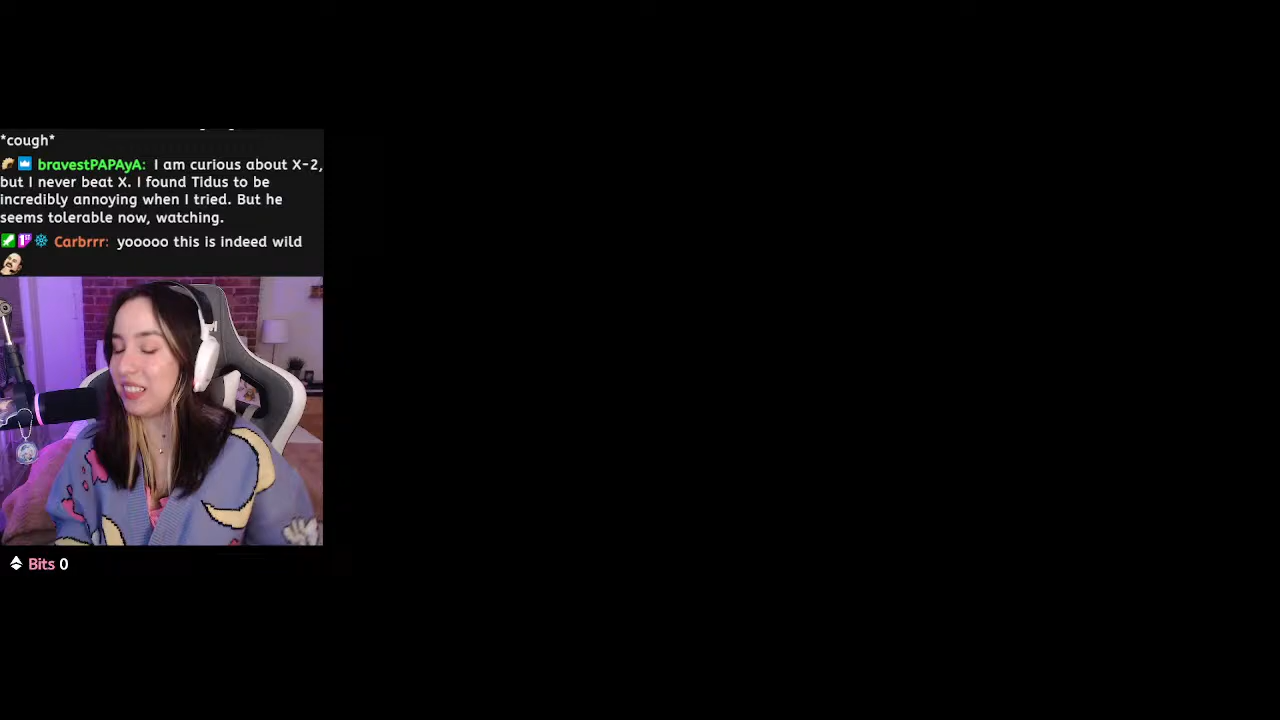 *cough*
bravestPAPAyA: I am curious about X-2,
but I never beat X. I found Tidus to be
incredibly annoying when I tried. But he
seems tolerable now, watching.
Carbrrr: yooooo this is indeed wild
Bits 0